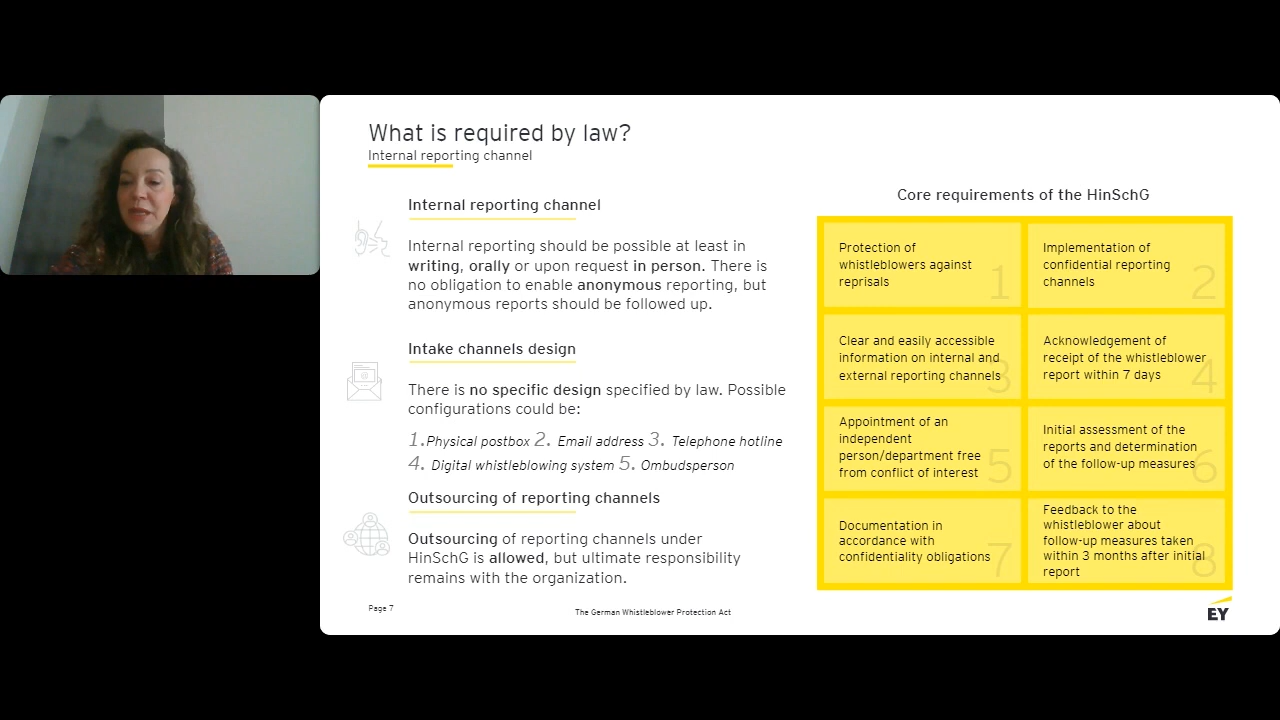 What is required by law?
Internal reporting channel
Internal reporting channel
Internal reporting should be possible at least in
writing, orally or upon request in person. There is
no obligation to enable anonymous reporting, but
anonymous reports should be followed up.
Intake channels design
There is no specific design specified by law. Possible
configurations could be:
1. Physical postbox 2. Email address 3. Telephone hotline
4. Digital whistleblowing system 5. Ombudsperson
Outsourcing of reporting channels
Outsourcing of reporting channels under
HinSchG is allowed, but ultimate responsibility
remains with the organization.
Core requirements of the HinSchG
Protection of
whistleblowers against
reprisals
1
Implementation of
confidential reporting
channels
2
Clear and easily accessible
information on internal and
external reporting channels
3
Acknowledgement of
receipt of the whistleblower
report within 7 days
4
Appointment of an
independent
person/department free
from conflict of interest
5
Initial assessment of the
reports and determination
of the follow-up measures
6
Documentation in
accordance with
confidentiality obligations
7
Feedback to the
whistleblower about
follow-up measures taken
within 3 months after initial
report
8
Page 7
The German Whistleblower Protection Act
EY